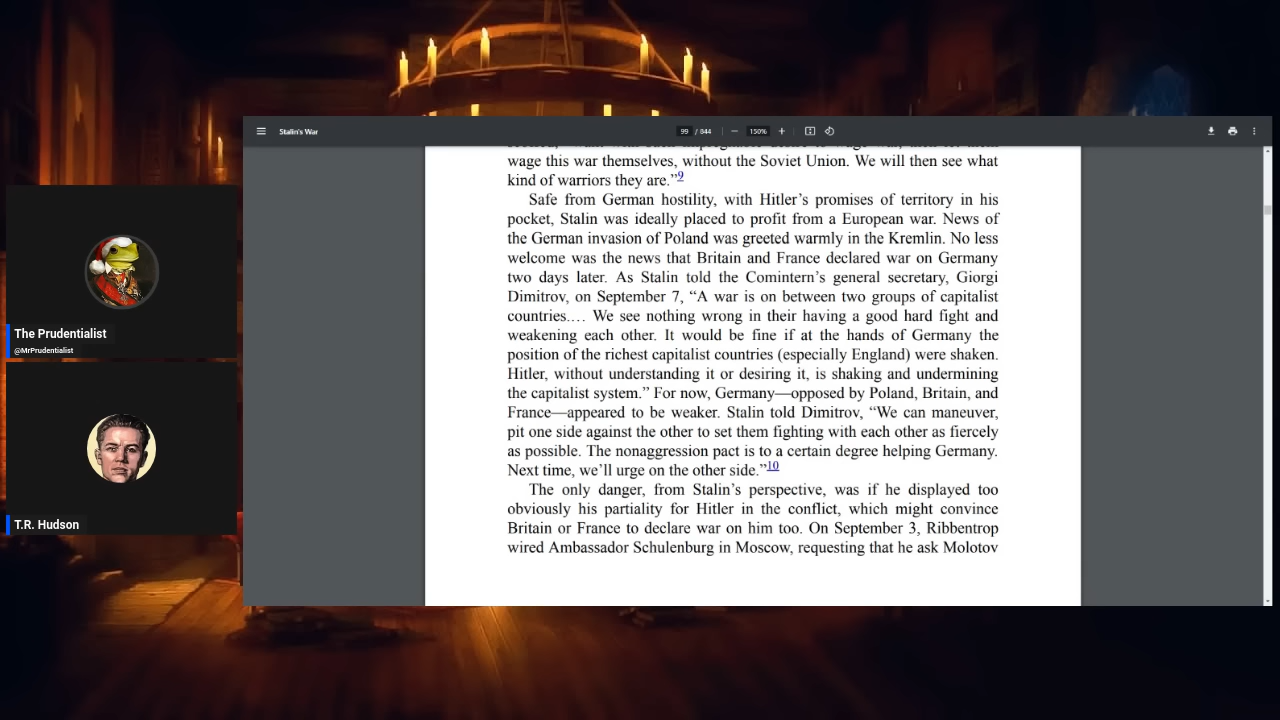 Stalin's War
99 / 844
150%
wage this war themselves, without the Soviet Union. We will then see what
kind of warriors they are.”9
Safe from German hostility, with Hitler’s promises of territory in his
pocket, Stalin was ideally placed to profit from a European war. News of
the German invasion of Poland was greeted warmly in the Kremlin. No less
welcome was the news that Britain and France declared war on Germany
two days later. As Stalin told the Comintern’s general secretary, Giorgi
Dimitrov, on September 7, “A war is on between two groups of capitalist
countries.… We see nothing wrong in their having a good hard fight and
weakening each other. It would be fine if at the hands of Germany the
position of the richest capitalist countries (especially England) were shaken.
Hitler, without understanding it or desiring it, is shaking and undermining
the capitalist system.” For now, Germany—opposed by Poland, Britain, and
France—appeared to be weaker. Stalin told Dimitrov, “We can maneuver,
pit one side against the other to set them fighting with each other as fiercely
as possible. The nonaggression pact is to a certain degree helping Germany.
Next time, we’ll urge on the other side.”10
The only danger, from Stalin’s perspective, was if he displayed too
obviously his partiality for Hitler in the conflict, which might convince
Britain or France to declare war on him too. On September 3, Ribbentrop
wired Ambassador Schulenburg in Moscow, requesting that he ask Molotov
The Prudentialist
@MrPrudentialist
T.R. Hudson